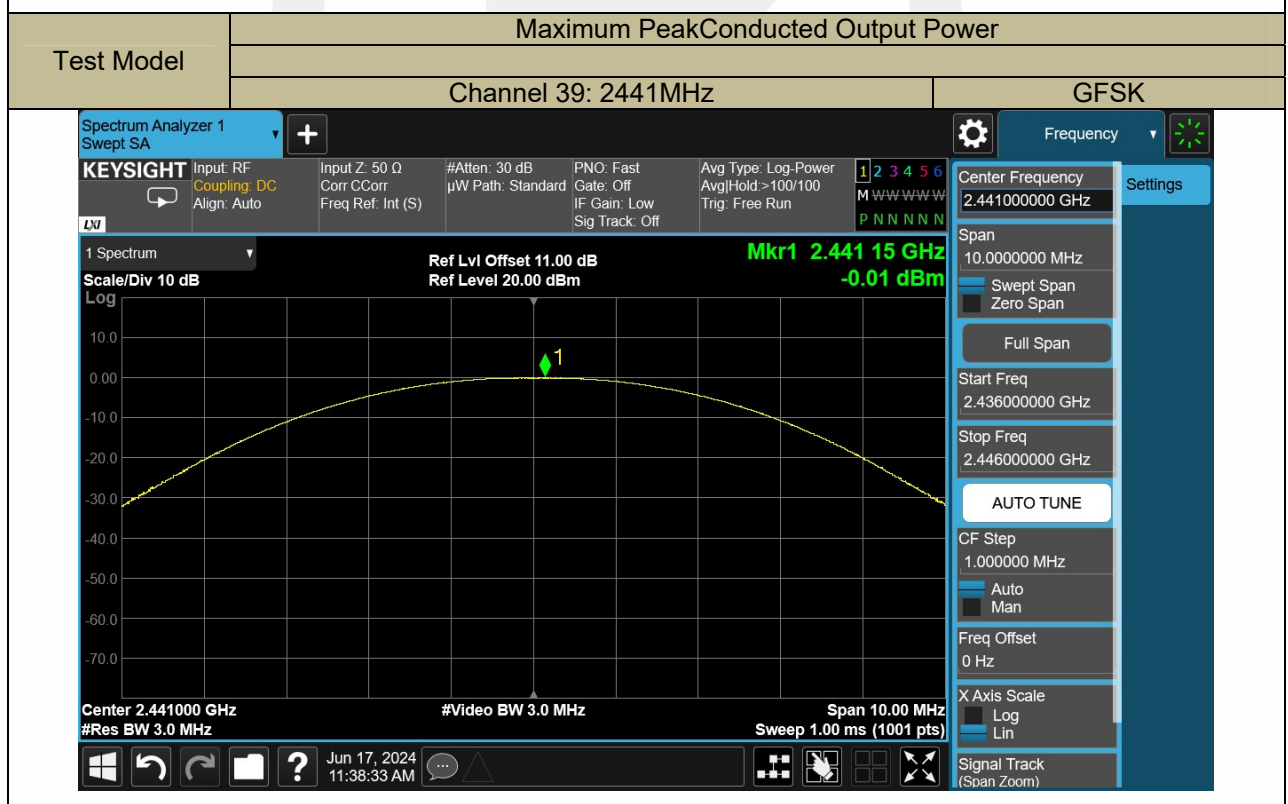 Maximum PeakConducted Output Power
Test Model
Channel 39: 2441MHz GFSK
Spectrum Analyzer 1
Swept SA
Frequency
KEYSIGHT Input: RF Input Z: 50 Ω #Atten: 30 dB PNO: Fast Avg Type: Log-Power 1 2 3 4 5 6
Coupling: DC Corr CCorr µW Path: Standard Gate: Off Avg|Hold:>100/100 M W W W W W
Align: Auto Freq Ref: Int (S) IF Gain: Low Trig: Free Run
LXI Sig Track: Off P N N N N N
1 Spectrum
Scale/Div 10 dB
Ref Lvl Offset 11.00 dB
Ref Level 20.00 dBm
Mkr1 2.441 15 GHz
-0.01 dBm
Log
10.0
1
0.00
-10.0
-20.0
-30.0
-40.0
-50.0
-60.0
-70.0
Center 2.441000 GHz #Video BW 3.0 MHz Span 10.00 MHz
#Res BW 3.0 MHz Sweep 1.00 ms (1001 pts)
Jun 17, 2024
11:38:33 AM
Center Frequency
2.441000000 GHz
Settings
Span
10.0000000 MHz
Swept Span
Zero Span
Full Span
Start Freq
2.436000000 GHz
Stop Freq
2.446000000 GHz
AUTO TUNE
CF Step
1.000000 MHz
Auto
Man
Freq Offset
0 Hz
X Axis Scale
Log
Lin
Signal Track
(Span Zoom)